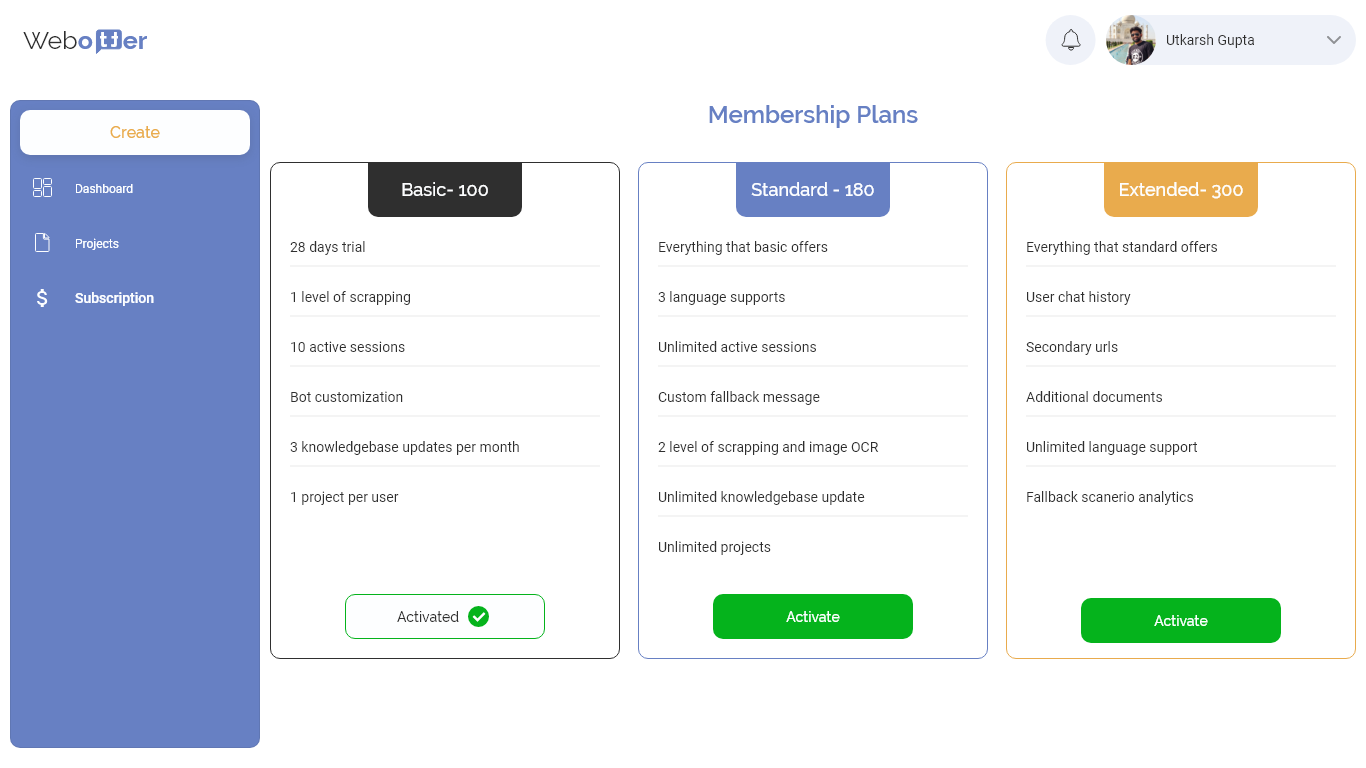 Webotter
Utkarsh Gupta
Create
Dashboard
Projects
Subscription
Membership Plans
Basic- 100
28 days trial
1 level of scrapping
10 active sessions
Bot customization
3 knowledgebase updates per month
1 project per user
Activated
Standard - 180
Everything that basic offers
3 language supports
Unlimited active sessions
Custom fallback message
2 level of scrapping and image OCR
Unlimited knowledgebase update
Unlimited projects
Activate
Extended- 300
Everything that standard offers
User chat history
Secondary urls
Additional documents
Unlimited language support
Fallback scanerio analytics
Activate